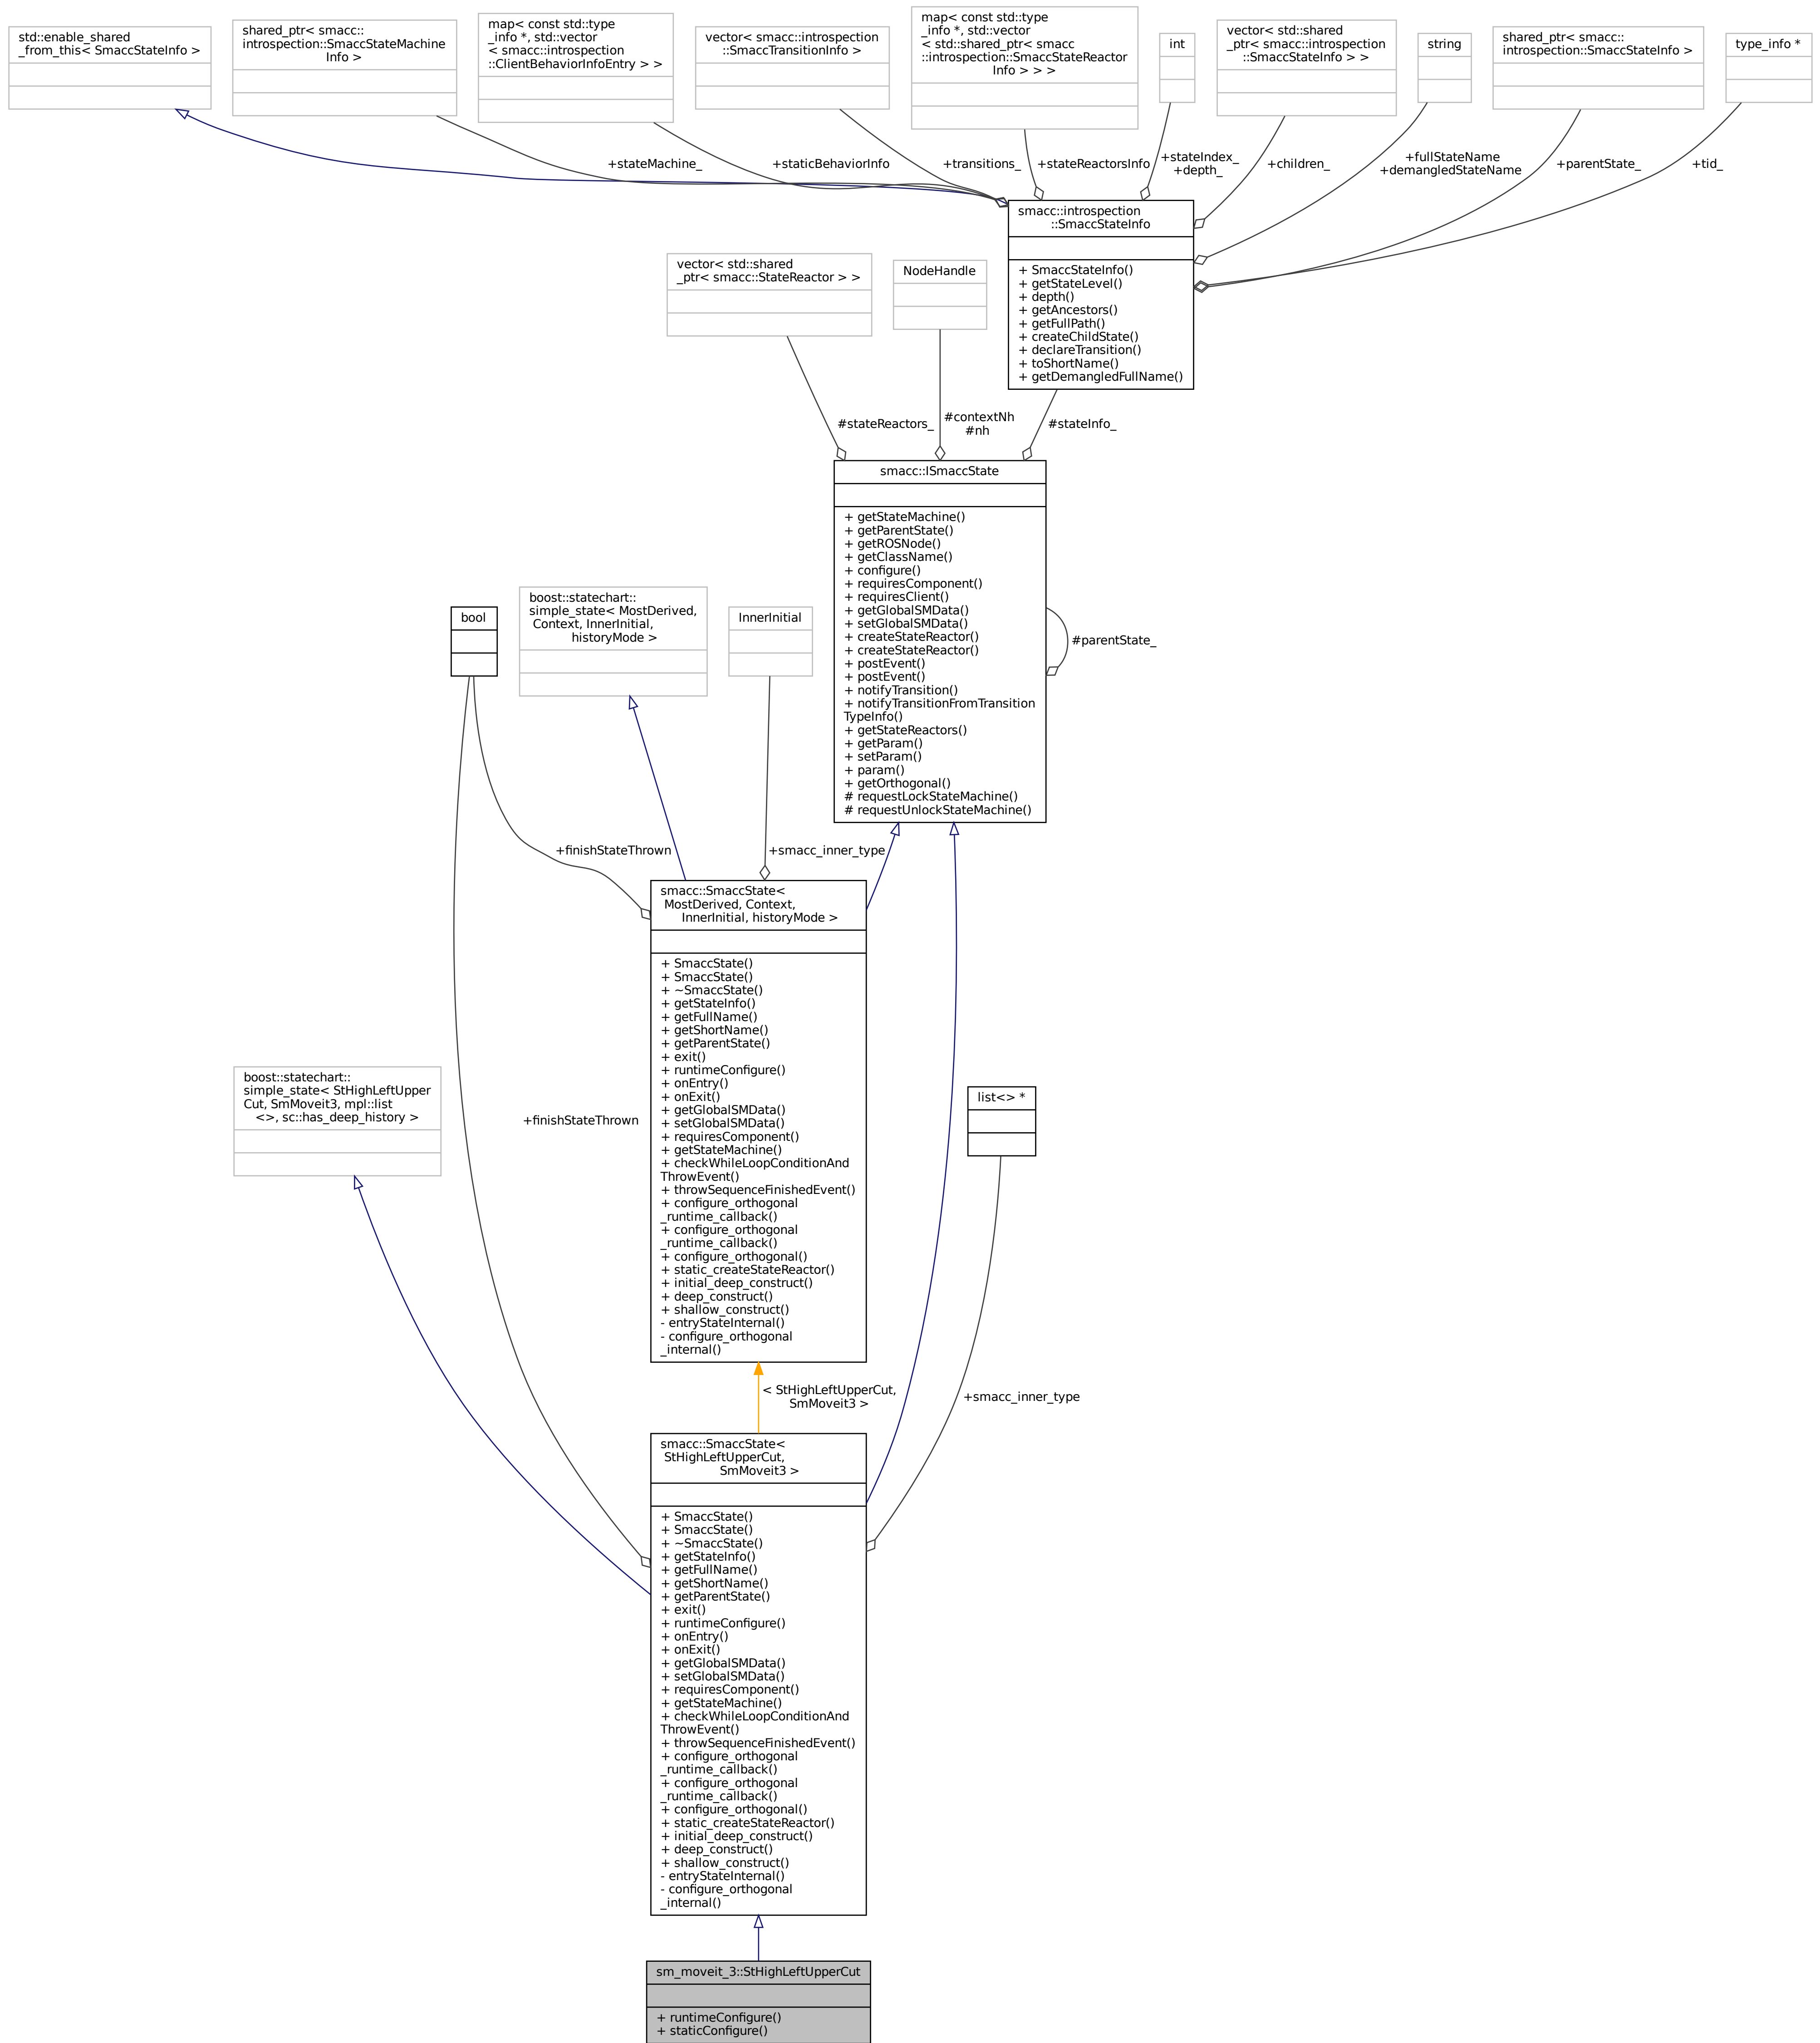 std::enable_shared
_from_this< SmaccStateInfo >
shared_ptr< smacc::
introspection::SmaccStateMachine
Info >
map< const std::type
_info *, std::vector
< smacc::introspection
::ClientBehaviorInfoEntry > >
vector< smacc::introspection
::SmaccTransitionInfo >
map< const std::type
_info *, std::vector
< std::shared_ptr< smacc
::introspection::SmaccStateReactor
Info > > >
int
vector< std::shared
_ptr< smacc::introspection
::SmaccStateInfo > >
string
shared_ptr< smacc::
introspection::SmaccStateInfo >
type_info *
+stateMachine_
+staticBehaviorInfo
+transitions_
+stateReactorsInfo
+stateIndex_
+depth_
+children_
+fullStateName
+demangledStateName
+parentState_
+tid_
smacc::introspection
::SmaccStateInfo
+ SmaccStateInfo()
+ getStateLevel()
+ depth()
+ getAncestors()
+ getFullPath()
+ createChildState()
+ declareTransition()
+ toShortName()
+ getDemangledFullName()
vector< std::shared
_ptr< smacc::StateReactor > >
NodeHandle
#stateReactors_
#contextNh
#nh
#stateInfo_
smacc::ISmaccState
+ getStateMachine()
+ getParentState()
+ getROSNode()
+ getClassName()
+ configure()
+ requiresComponent()
+ requiresClient()
+ getGlobalSMData()
+ setGlobalSMData()
+ createStateReactor()
+ createStateReactor()
+ postEvent()
+ postEvent()
+ notifyTransition()
+ notifyTransitionFromTransition
TypeInfo()
+ getStateReactors()
+ getParam()
+ setParam()
+ param()
+ getOrthogonal()
# requestLockStateMachine()
# requestUnlockStateMachine()
#parentState_
bool
boost::statechart::
simple_state< MostDerived,
Context, InnerInitial,
historyMode >
InnerInitial
+finishStateThrown
+smacc_inner_type
smacc::SmaccState<
MostDerived, Context,
InnerInitial, historyMode >
+ SmaccState()
+ SmaccState()
+ ~SmaccState()
+ getStateInfo()
+ getFullName()
+ getShortName()
+ getParentState()
+ exit()
+ runtimeConfigure()
+ onEntry()
+ onExit()
+ getGlobalSMData()
+ setGlobalSMData()
+ requiresComponent()
+ getStateMachine()
+ checkWhileLoopConditionAnd
ThrowEvent()
+ throwSequenceFinishedEvent()
+ configure_orthogonal
_runtime_callback()
+ configure_orthogonal
_runtime_callback()
+ configure_orthogonal()
+ static_createStateReactor()
+ initial_deep_construct()
+ deep_construct()
+ shallow_construct()
- entryStateInternal()
- configure_orthogonal
_internal()
boost::statechart::
simple_state< StHighLeftUpper
Cut, SmMoveit3, mpl::list
<>, sc::has_deep_history >
+finishStateThrown
list<> *
< StHighLeftUpperCut,
SmMoveit3 >
+smacc_inner_type
smacc::SmaccState<
StHighLeftUpperCut,
SmMoveit3 >
+ SmaccState()
+ SmaccState()
+ ~SmaccState()
+ getStateInfo()
+ getFullName()
+ getShortName()
+ getParentState()
+ exit()
+ runtimeConfigure()
+ onEntry()
+ onExit()
+ getGlobalSMData()
+ setGlobalSMData()
+ requiresComponent()
+ getStateMachine()
+ checkWhileLoopConditionAnd
ThrowEvent()
+ throwSequenceFinishedEvent()
+ configure_orthogonal
_runtime_callback()
+ configure_orthogonal
_runtime_callback()
+ configure_orthogonal()
+ static_createStateReactor()
+ initial_deep_construct()
+ deep_construct()
+ shallow_construct()
- entryStateInternal()
- configure_orthogonal
_internal()
sm_moveit_3::StHighLeftUpperCut
+ runtimeConfigure()
+ staticConfigure()